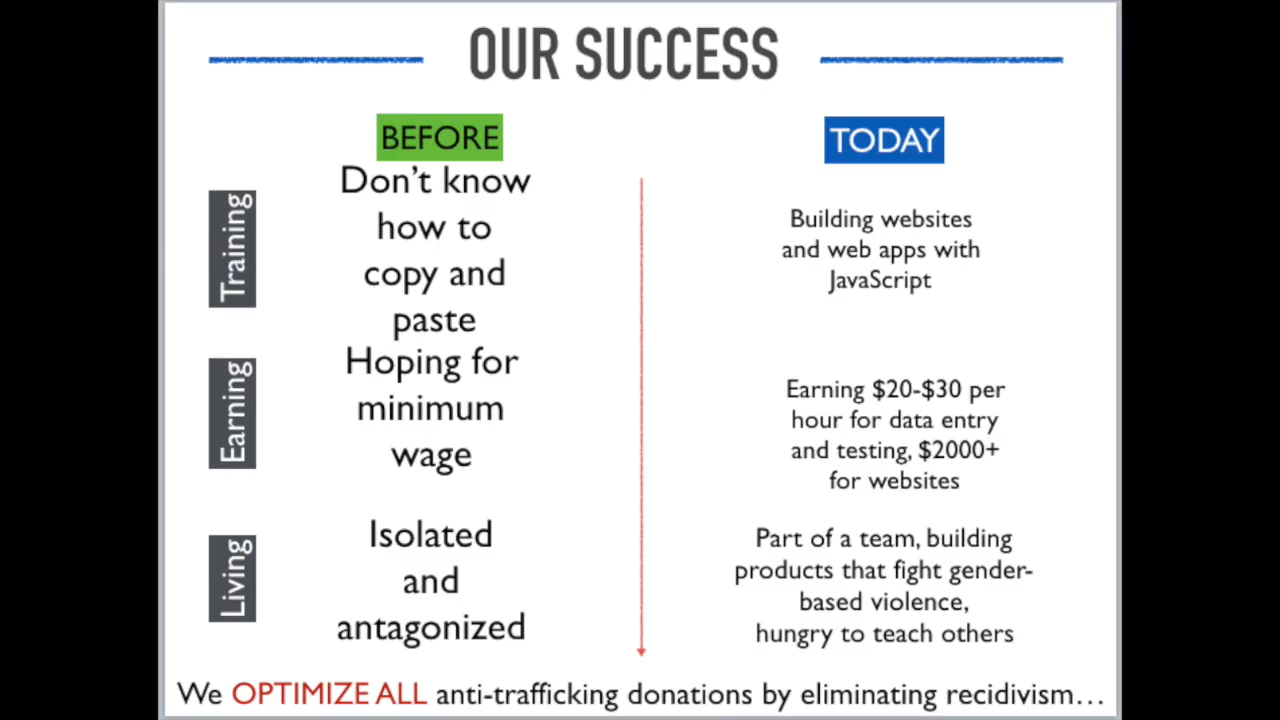 OUR SUCCESS
BEFORE
TODAY
Training
Don't know
how to
copy and
paste
Building websites
and web apps with
JavaScript
Earning
Hoping for
minimum
wage
Earning $20-$30 per
hour for data entry
and testing, $2000+
for websites
Living
Isolated
and
antagonized
Part of a team, building
products that fight gender-
based violence,
hungry to teach others
We OPTIMIZE ALL anti-trafficking donations by eliminating recidivism…